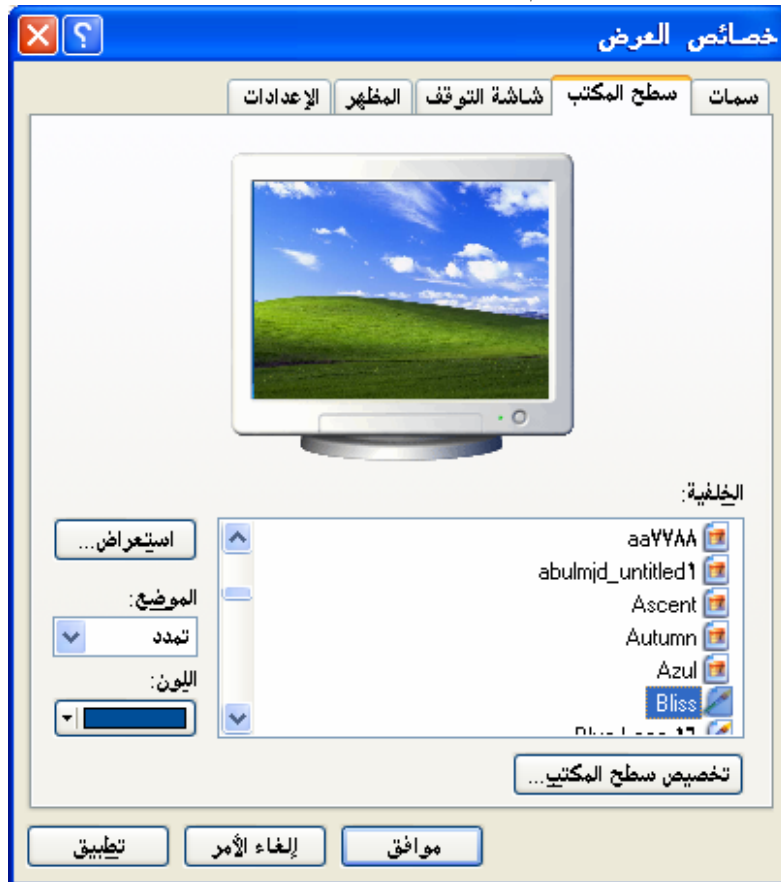 خصائص العرض
سمات
سطح المكتب
شاشة التوقف
المظهر
الإعدادات
الخلفية:
aa٧٧٨٨
abulmjd_untitled٦
Ascent
Autumn
Azul
Bliss
استعراض...
الموضع:
تمدد
اللون:
تخصيص سطح المكتب...
موافق
إلغاء الأمر
تطبيق